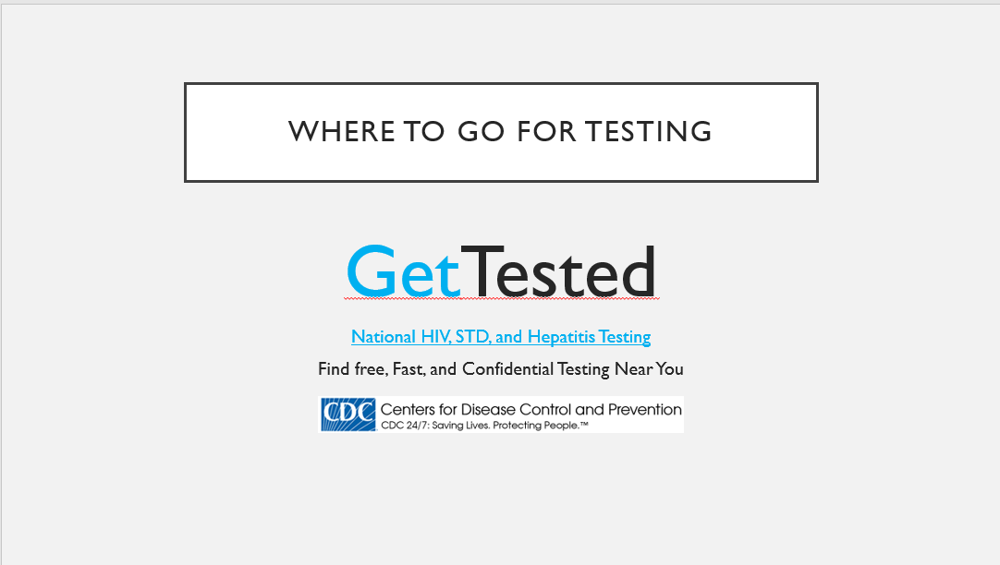 WHERE TO GO FOR TESTING
GetTested
National HIV, STD, and Hepatitis Testing
Find free, Fast, and Confidential Testing Near You
CDC Centers for Disease Control and Prevention
CDC 24/7: Saving Lives. Protecting People.™